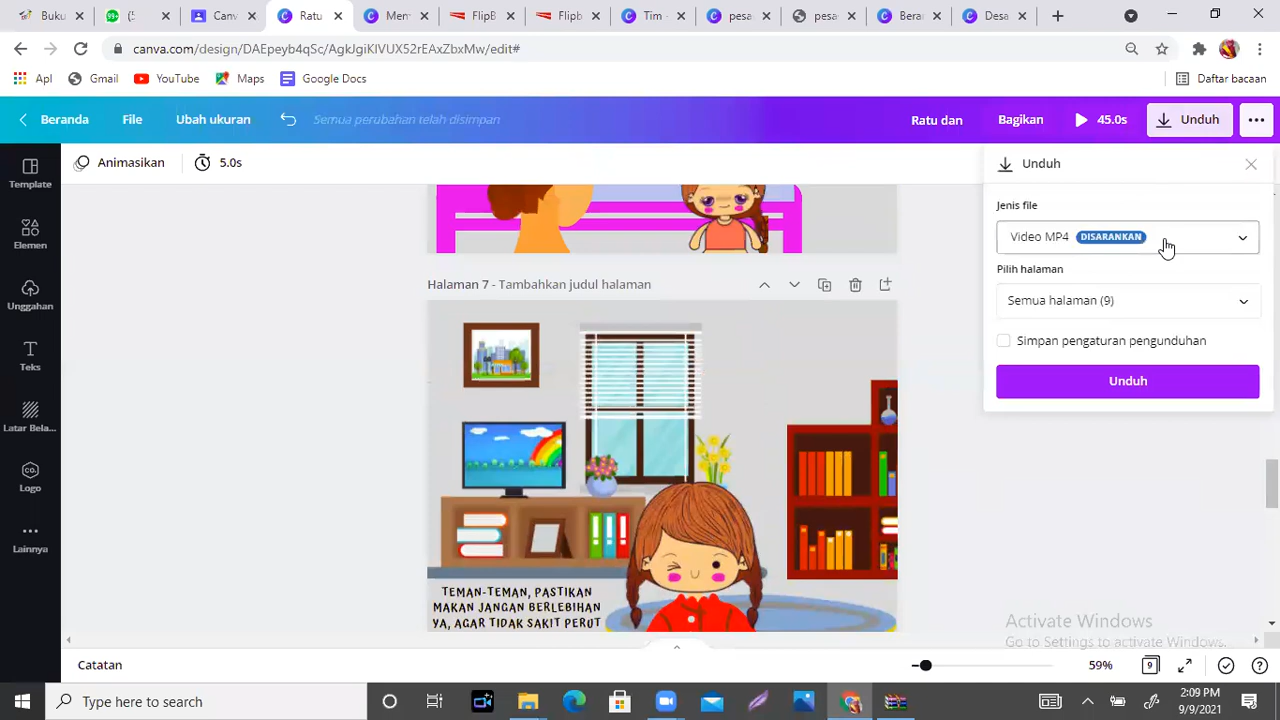 Buku
(5
Canv
Ratu
Men
FlipB
Flipb
Tim -
pesa
pesa
Bera
Desa
canva.com/design/DAEpeyb4qSc/AgkJgiKlVUX52rEAxZbxMw/edit#
Apl
Gmail
YouTube
Maps
Google Docs
Daftar bacaan
Beranda
File
Ubah ukuran
Semua perubahan telah disimpan
Ratu dan
Bagikan
45.0s
Unduh
Template
Elemen
Unggahan
Teks
Latar Bela...
Logo
Lainnya
Animasikan
5.0s
Unduh
Jenis file
Video MP4 DISARANKAN
Pilih halaman
Semua halaman (9)
Simpan pengaturan pengunduhan
Unduh
Halaman 7 - Tambahkan judul halaman
TEMAN-TEMAN, PASTIKAN
MAKAN JANGAN BERLEBIHAN
YA, AGAR TIDAK SAKIT PERUT
Activate Windows
Go to Settings to activate Windows.
Catatan
59%
9
Type here to search
2:09 PM
9/9/2021